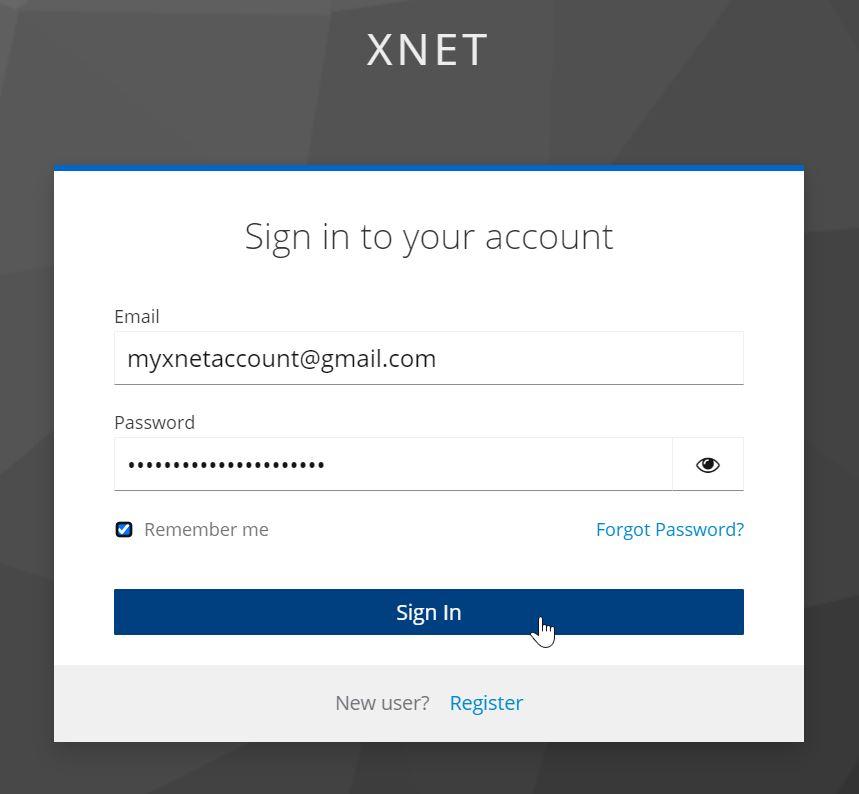 XNET
Sign in to your account
Email
myxnetaccount@gmail.com
Password
••••••••••••••••••••••
Remember me
Forgot Password?
Sign In
New user? Register